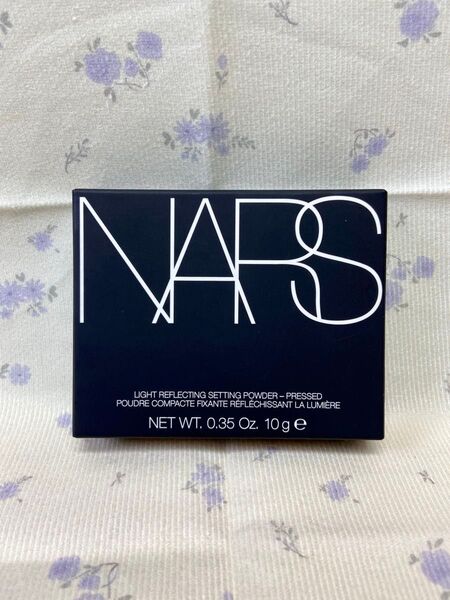 NARS
LIGHT REFLECTING SETTING POWDER – PRESSED
POUDRE COMPACTE FIXANTE RÉFLÉCHISSANT LA LUMIÈRE
NET WT. 0.35 Oz. 10 g ℮